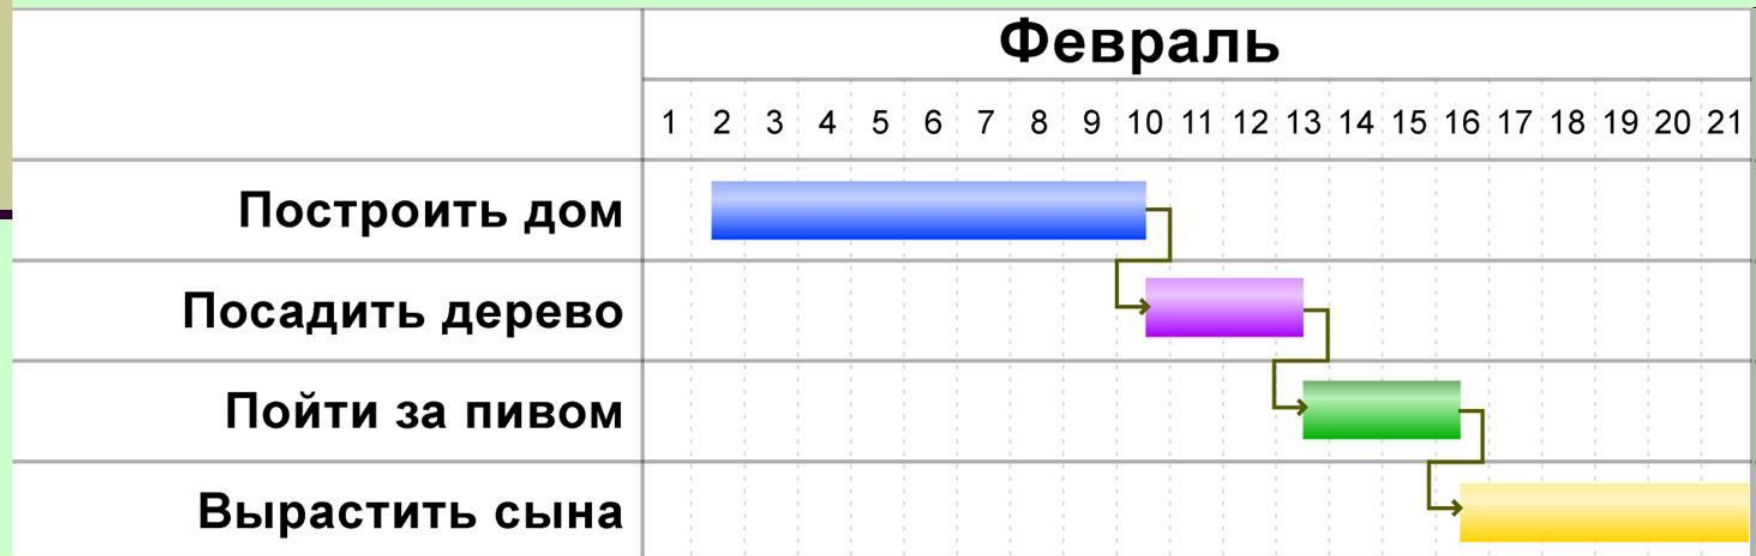 Февраль
1 2 3 4 5 6 7 8 9 10 11 12 13 14 15 16 17 18 19 20 21
Построить дом
Посадить дерево
Пойти за пивом
Вырастить сына